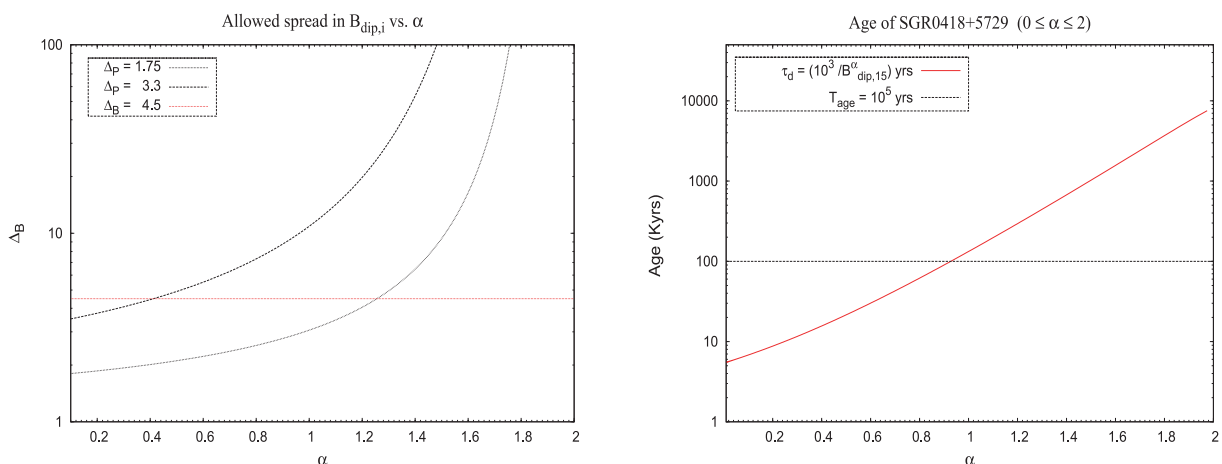 Allowed spread in B_dip,i vs. α
Δ_P = 1.75
Δ_P = 3.3
Δ_B = 4.5
100
10
1
Δ_B
0.2 0.4 0.6 0.8 1 1.2 1.4 1.6 1.8 2
α
Age of SGR0418+5729 (0 ≤ α ≤ 2)
τ_d = (10^3 /B^α_dip,15) yrs
T_age = 10^5 yrs
10000
1000
100
10
1
Age (Kyrs)
0.2 0.4 0.6 0.8 1 1.2 1.4 1.6 1.8 2
α